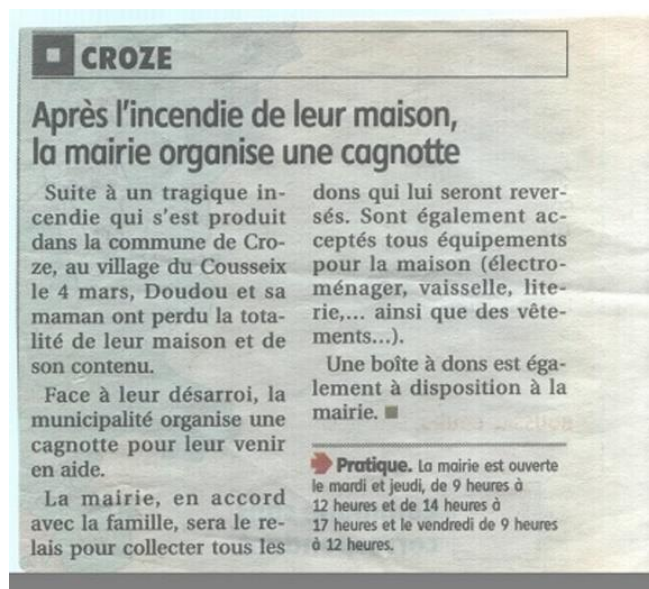 CROZE
Après l'incendie de leur maison,
la mairie organise une cagnotte
Suite à un tragique in-
cendie qui s'est produit
dans la commune de Cro-
ze, au village du Cousseix
le 4 mars, Doudou et sa
maman ont perdu la tota-
lité de leur maison et de
son contenu.
Face à leur désarroi, la
municipalité organise une
cagnotte pour leur venir
en aide.
La mairie, en accord
avec la famille, sera le re-
lais pour collecter tous les
dons qui lui seront rever-
sés. Sont également ac-
ceptés tous équipements
pour la maison (électro-
ménager, vaisselle, lite-
rie,... ainsi que des vête-
ments...).
Une boîte à dons est éga-
lement à disposition à la
mairie.
Pratique. La mairie est ouverte
le mardi et jeudi, de 9 heures à
12 heures et de 14 heures à
17 heures et le vendredi de 9 heures
à 12 heures.